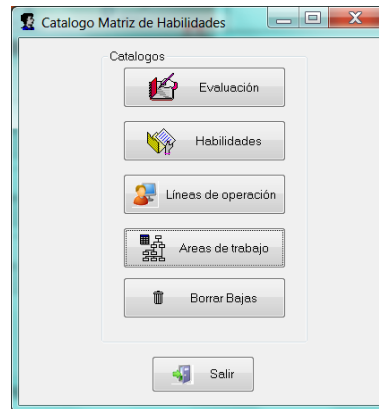 Catalogo Matriz de Habilidades
Catalogos
Evaluación
Habilidades
Líneas de operación
Areas de trabajo
Borrar Bajas
Salir